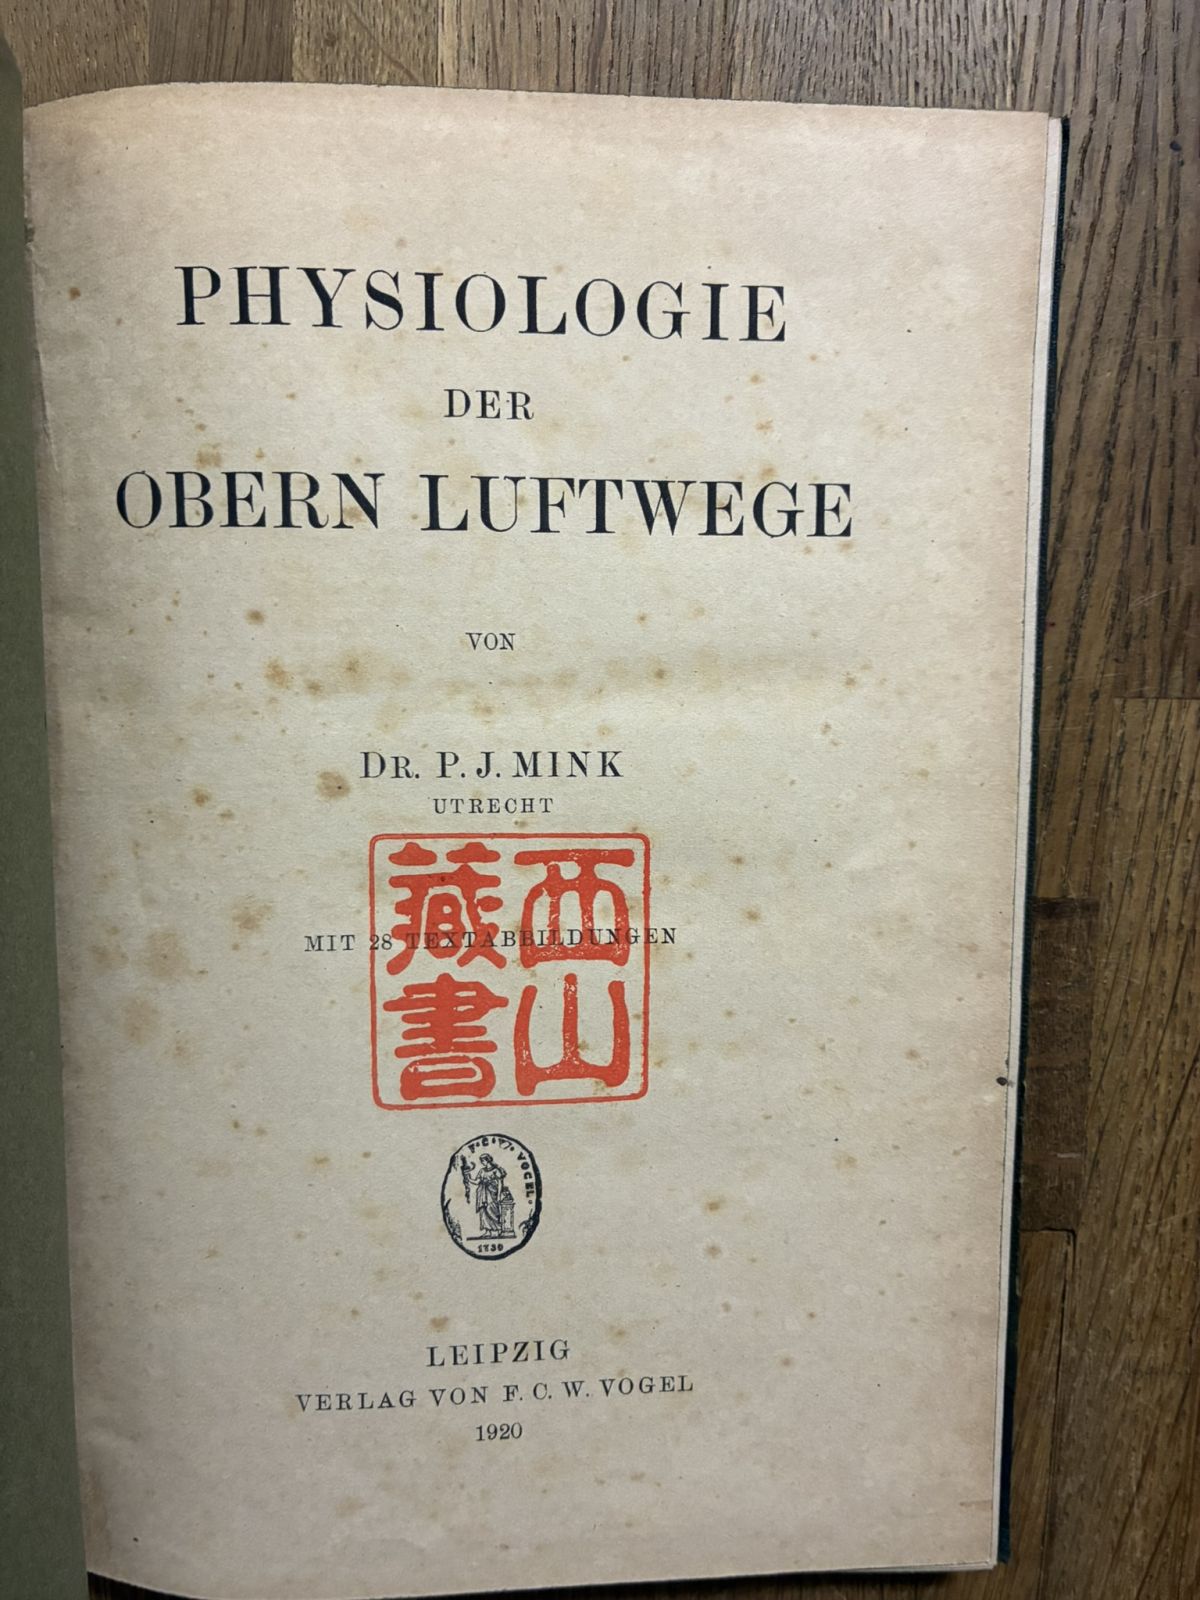 PHYSIOLOGIE
DER
OBERN LUFTWEGE
VON
DR. P. J. MINK
UTRECHT
西山
藏書
MIT 28 TEXTABBILDUNGEN
F·C·W· VOGEL·
1730
LEIPZIG
VERLAG VON F. C. W. VOGEL
1920